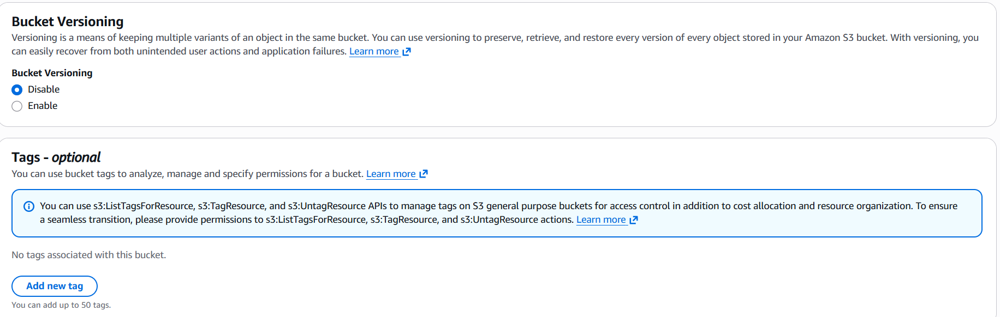 Bucket Versioning
Versioning is a means of keeping multiple variants of an object in the same bucket. You can use versioning to preserve, retrieve, and restore every version of every object stored in your Amazon S3 bucket. With versioning, you
can easily recover from both unintended user actions and application failures. Learn more
Bucket Versioning
Disable
Enable
Tags - optional
You can use bucket tags to analyze, manage and specify permissions for a bucket. Learn more
You can use s3:ListTagsForResource, s3:TagResource, and s3:UntagResource APIs to manage tags on S3 general purpose buckets for access control in addition to cost allocation and resource organization. To ensure
a seamless transition, please provide permissions to s3:ListTagsForResource, s3:TagResource, and s3:UntagResource actions. Learn more
No tags associated with this bucket.
Add new tag
You can add up to 50 tags.